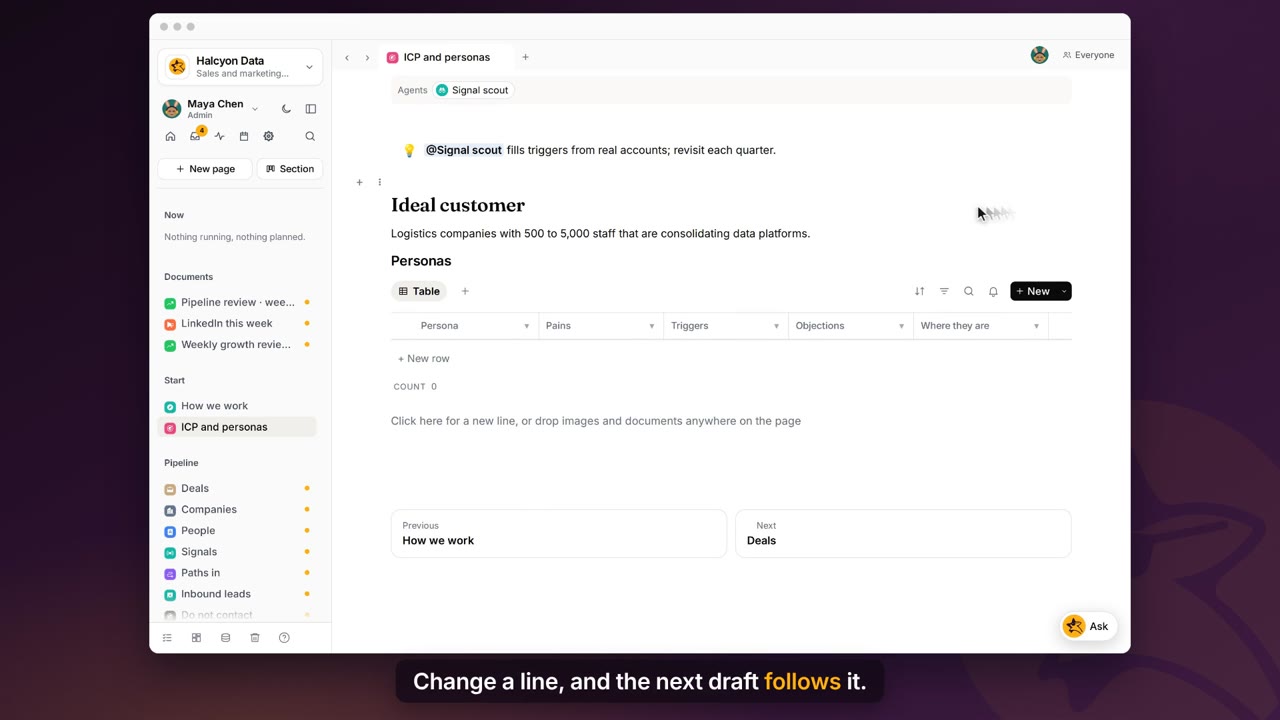 Halcyon Data
Sales and marketing...
Maya Chen
Admin
4
New page
Section
Now
Nothing running, nothing planned.
Documents
Pipeline review · wee...
LinkedIn this week
Weekly growth revie...
Start
How we work
ICP and personas
Pipeline
Deals
Companies
People
Signals
Paths in
Inbound leads
Do not contact
ICP and personas
Everyone
Agents
Signal scout
@Signal scout fills triggers from real accounts; revisit each quarter.
Ideal customer
Logistics companies with 500 to 5,000 staff that are consolidating data platforms.
Personas
Table
+ New
Persona
Pains
Triggers
Objections
Where they are
+ New row
COUNT 0
Click here for a new line, or drop images and documents anywhere on the page
Previous
How we work
Next
Deals
Ask
Change a line, and the next draft follows it.